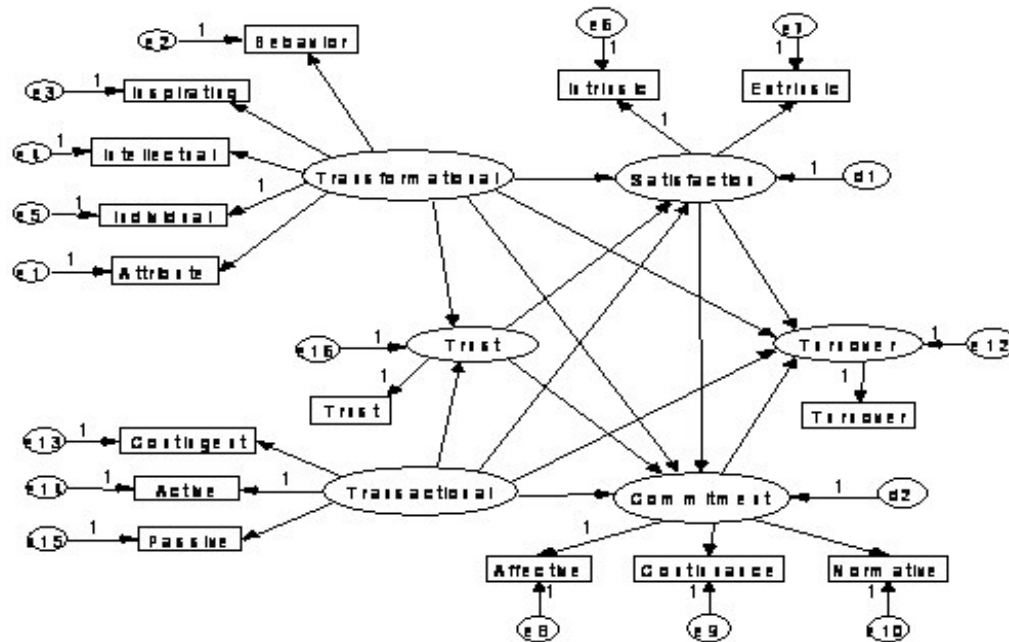 e2
1
Behavior
e6
1
e7
1
e3
1
Inspirating
Intrinsic
Extrinsic
1
e4
1
Intellectual
Transformational
Satisfaction
1
d1
e5
1
Individual
1
e1
1
Attribute
e16
1
Trust
Turnover
1
e12
1
Trust
1
Turnover
e13
1
Contingent
e14
1
Active
1
Transactional
Commitment
1
d2
e15
1
Passive
1
Affective
Continuance
Normative
1
1
1
e8
e9
e10